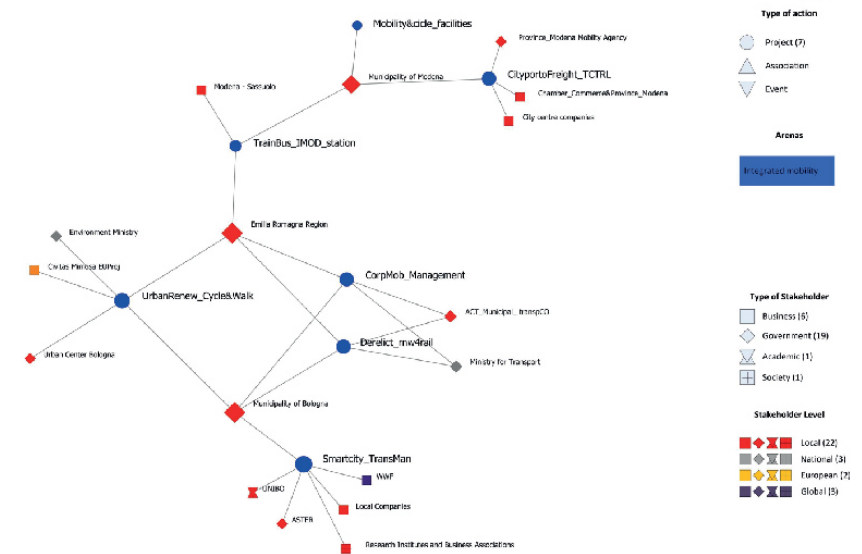 Type of action
Mobility&cicle_facilities
Province_Modena Mobility Agency
Project (7)
Municipality of Modena
CityportoFreight_TCTRL
Association
Modena - Sassuolo
Chamber_Commerce&Province_Modena
Event
City centre companies
Arenas
TrainBus_IMOD_station
Integrated mobility
Emilia Romagna Region
Environment Ministry
Civitas Mimosa EUProj
CorpMob_Management
UrbanRenew_Cycle&Walk
Type of Stakeholder
Business (6)
ACT_Municipal_transpCO
Government (19)
Derelict_rnw4rail
Urban Center Bologna
Ministry for Transport
Academic (1)
Society (1)
Municipality of Bologna
Stakeholder Level
Local (22)
Smartcity_TransMan
National (3)
WWF
European (2)
UNIBO
Global (3)
Local Companies
ASTER
Research Institutes and Business Associations